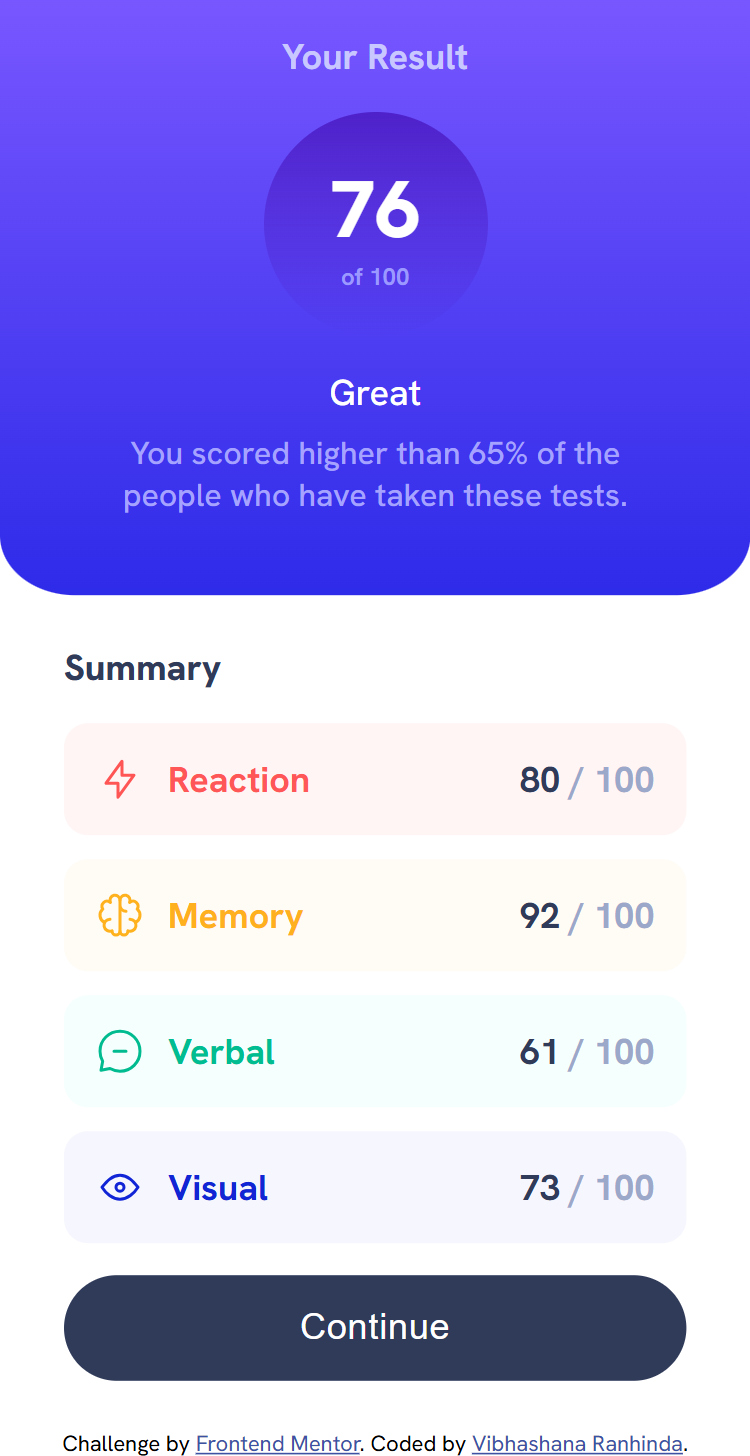 Your Result
76
of 100
Great
You scored higher than 65% of the
people who have taken these tests.
Summary
Reaction 80 / 100
Memory 92 / 100
Verbal 61 / 100
Visual 73 / 100
Continue
Challenge by Frontend Mentor. Coded by Vibhashana Ranhinda.